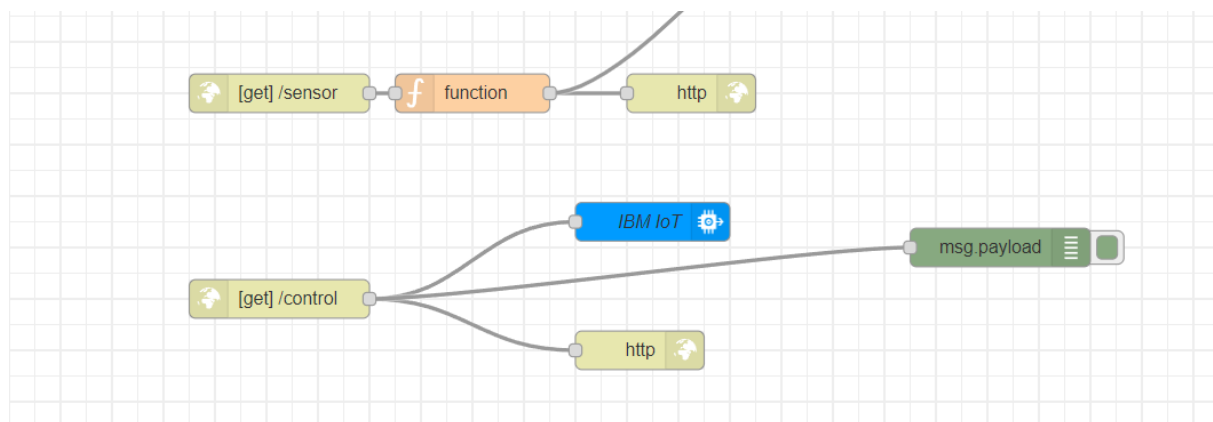 [get] /sensor
function
http
IBM IoT
msg.payload
[get] /control
http